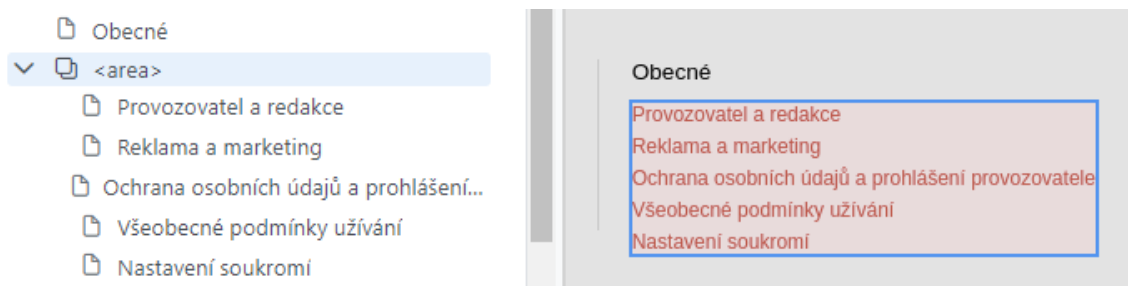 Obecné
<area>
Provozovatel a redakce
Reklama a marketing
Ochrana osobních údajů a prohlášení...
Všeobecné podmínky užívání
Nastavení soukromí
Obecné
Provozovatel a redakce
Reklama a marketing
Ochrana osobních údajů a prohlášení provozovatele
Všeobecné podmínky užívání
Nastavení soukromí